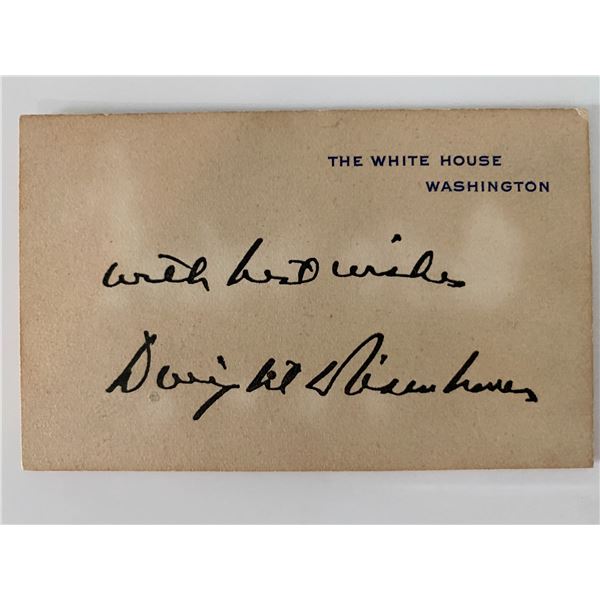 THE WHITE HOUSE
WASHINGTON
with best wishes
Dwight D Eisenhower